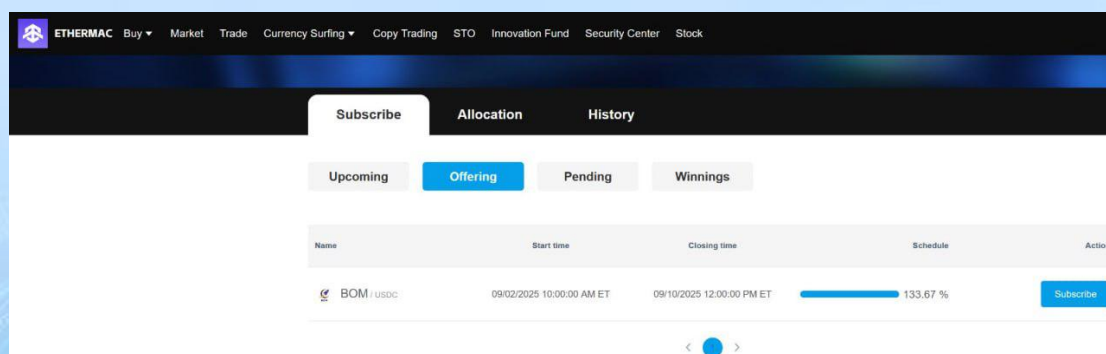 ETHERMAC Buy Market Trade Currency Surfing Copy Trading STO Innovation Fund Security Center Stock
Subscribe Allocation History
Upcoming Offering Pending Winnings
Name Start time Closing time Schedule Actio
BOM / USDC 09/02/2025 10:00:00 AM ET 09/10/2025 12:00:00 PM ET 133.67 % Subscribe
< 1 >